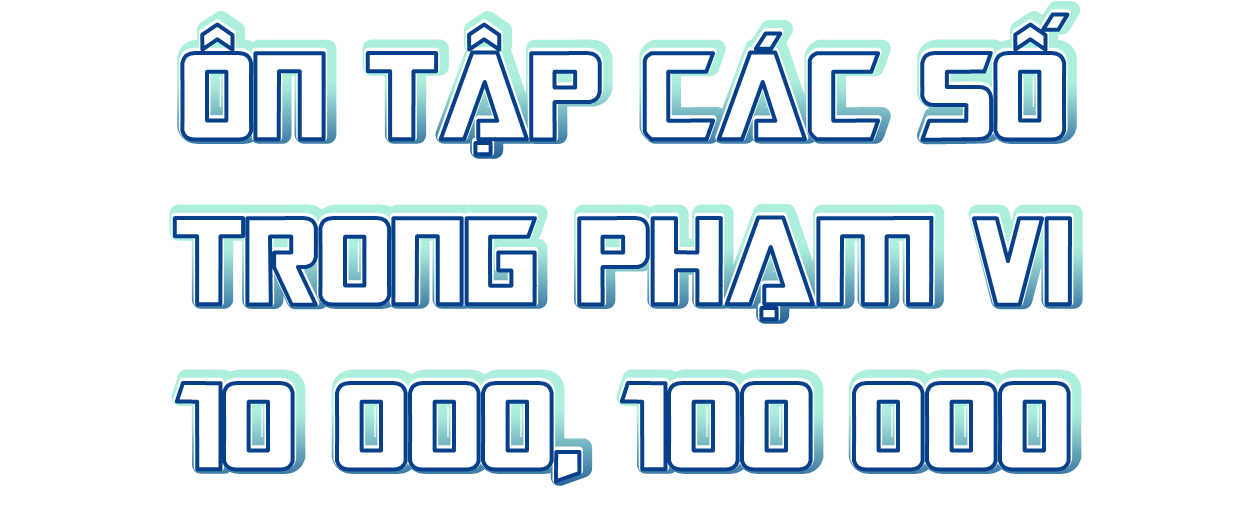 ÔN TẬP CÁC SỐ
TRONG PHẠM VI
10 000, 100 000